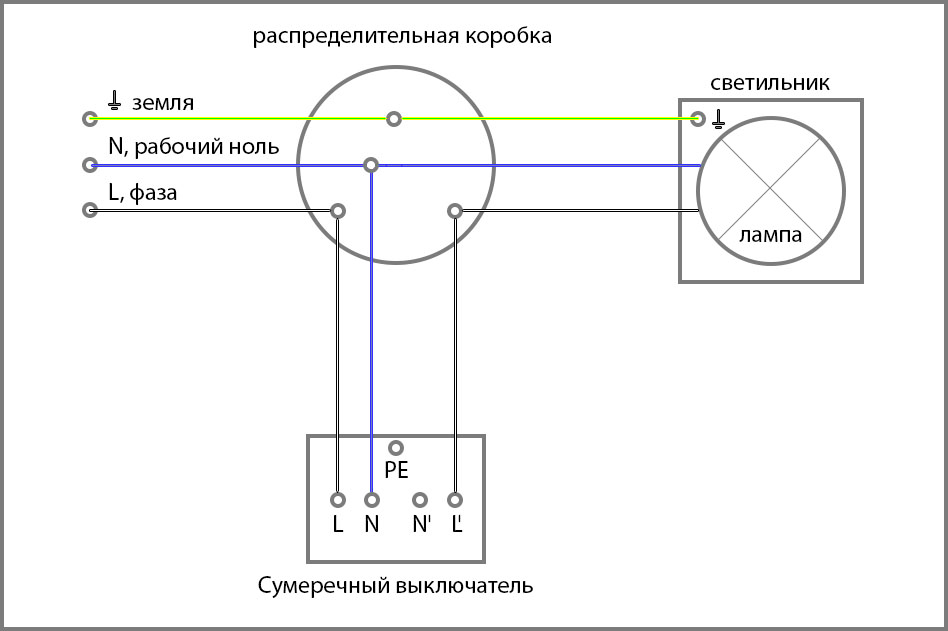 распределительная коробка
светильник
⏚ земля
N, рабочий ноль
L, фаза
⏚
лампа
PE
L N N' L'
Сумеречный выключатель